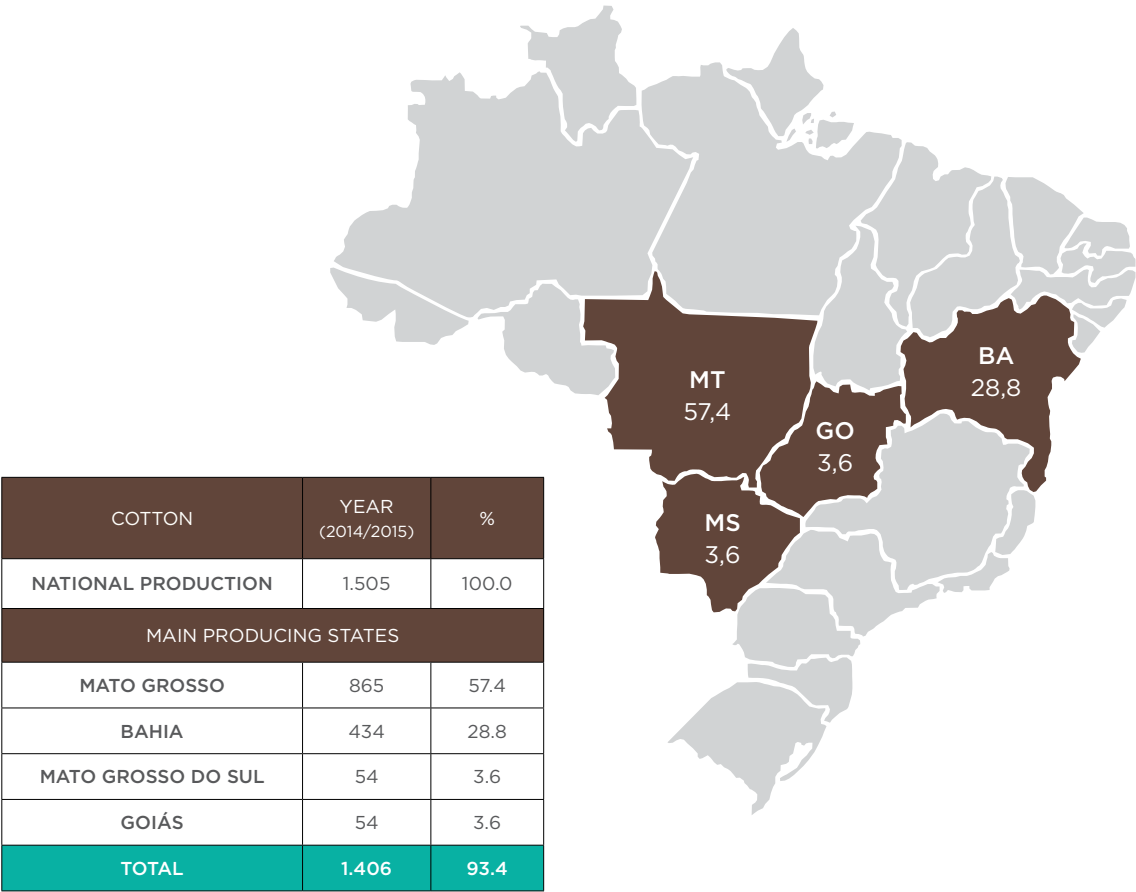 MT
57,4
BA
28,8
GO
3,6
MS
3,6
COTTON
YEAR
(2014/2015)
%
NATIONAL PRODUCTION 1.505 100.0
MAIN PRODUCING STATES
MATO GROSSO 865 57.4
BAHIA 434 28.8
MATO GROSSO DO SUL 54 3.6
GOIÁS 54 3.6
TOTAL 1.406 93.4